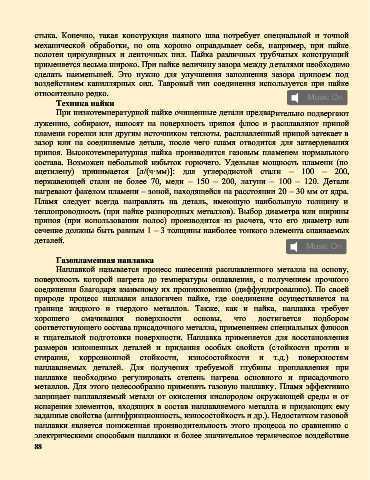 стыка. Конечно, такая конструкция паяного шва потребует специальной и точной
механической обработки, но она хорошо оправдывает себя, например, при пайке
полотен циркулярных и ленточных пил. Пайка различных трубчатых конструкций
применяется весьма широко. При пайке величину зазора между деталями необходимо
сделать наименьшей. Это нужно для улучшения заполнения зазора припоем под
воздействием капиллярных сил. Тавровый тип соединения используется при пайке
относительно редко.
Music: On
Техника пайки
При низкотемпературной пайке очищенные детали предварительно подвергают
лужению, собирают, наносят на поверхность припоя флюс и расплавляют припой
пламени горелки или другим источником теплоты, расплавленный припой затекает в
зазор или на соединяемые детали, после чего пламя отводится для затвердевания
припоя. Высокотемпературная пайка производится газовым пламенем нормального
состава. Возможен небольшой избыток горючего. Удельная мощность пламени (по
ацетилену) принимается [л/(ч·мм)]: для углеродистой стали – 100 – 200,
нержавеющей стали не более 70, меди – 150 – 200, латуни – 100 – 120. Детали
нагревают факелом пламени – зоной, находящейся на расстоянии 20 – 30 мм от ядра.
Пламя следует всегда направлять на деталь, имеющую наибольшую толщину и
теплопроводность (при пайке разнородных металлов). Выбор диаметра или ширины
припоя (при использовании полос) производится из расчета, что его диаметр или
сечение должны быть равным 1 – 3 толщины наиболее тонкого элемента спаиваемых
деталей.
Music: On
Газопламенная наплавка
Наплавкой называется процесс нанесения расплавленного металла на основу,
поверхность которой нагрета до температуры оплавления, с получением прочного
соединения благодаря взаимному их проникновению (диффундированию). По своей
природе процесс наплавки аналогичен пайке, где соединение осуществляется на
границе жидкого и твердого металлов. Также, как и пайка, наплавка требует
хорошего смачивания поверхности основы, что достигается подбором
соответствующего состава присадочного металла, применением специальных флюсов
и тщательной подготовки поверхности. Наплавка применяется для восстановления
размеров изношенных деталей и придания особых свойств (стойкости против и
стирания, коррозионной стойкости, износостойкости и т.д.) поверхностям
наплавляемых деталей. Для получения требуемой глубины проплавления при
наплавке необходимо регулировать степень нагрева основного и присадочного
металлов. Для этого целесообразно применять газовую наплавку. Пламя эффективно
защищает наплавляемый металл от окисления кислородом окружающей среды и от
испарения элементов, входящих в состав наплавляемого металла и придающих ему
заданные свойства (антифрикционность, износостойкость и др.). Недостатком газовой
наплавки является пониженная производительность этого процесса по сравнению с
электрическими способами наплавки и более значительное термическое воздействие
88